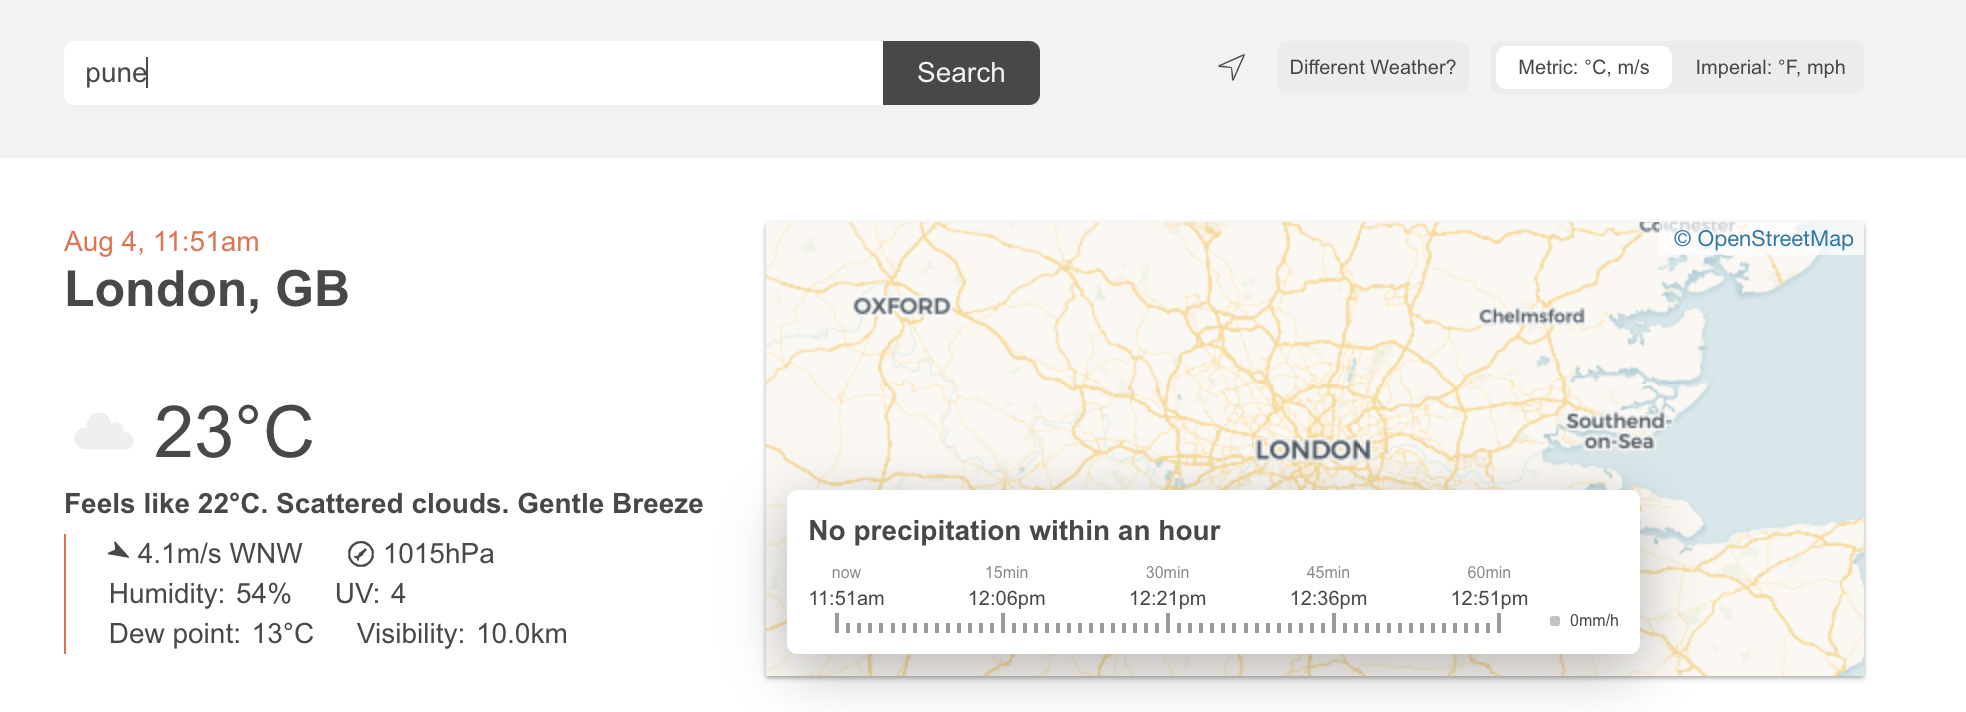 pune
Search
Different Weather?
Metric: °C, m/s
Imperial: °F, mph
Aug 4, 11:51am
London, GB
23°C
Feels like 22°C. Scattered clouds. Gentle Breeze
4.1m/s WNW 1015hPa
Humidity: 54% UV: 4
Dew point: 13°C Visibility: 10.0km
Colchester
© OpenStreetMap
OXFORD
Chelmsford
Southend-
on-Sea
LONDON
No precipitation within an hour
now 15min 30min 45min 60min
11:51am 12:06pm 12:21pm 12:36pm 12:51pm
0mm/h